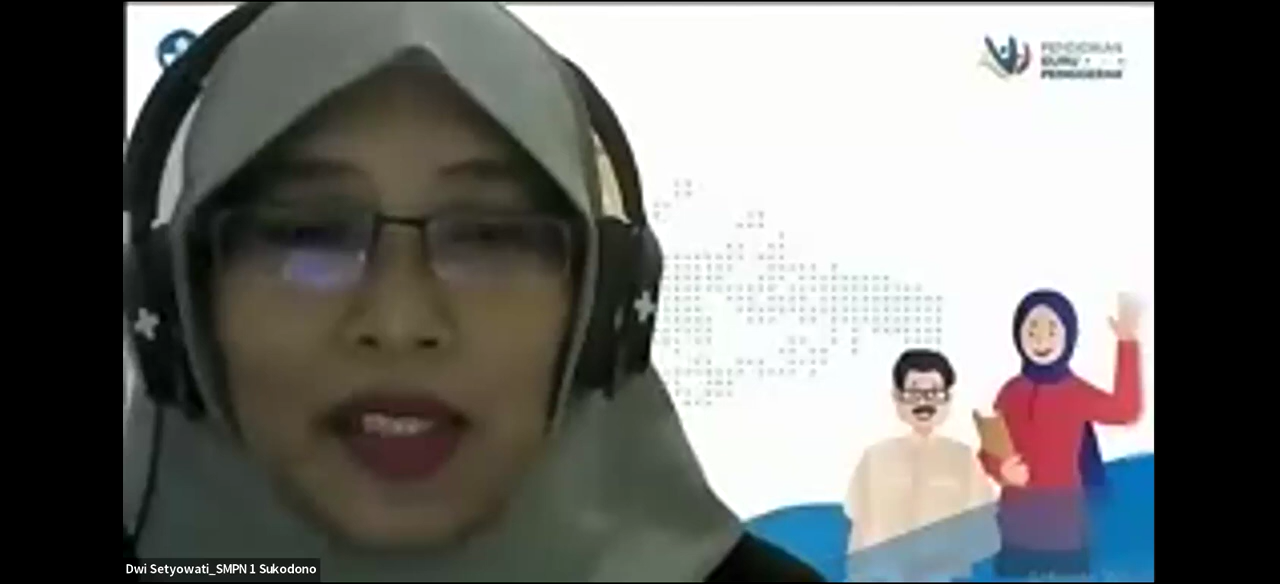 PENDIDIKAN
GURU
PENGGERAK
Dwi Setyowati_SMPN 1 Sukodono